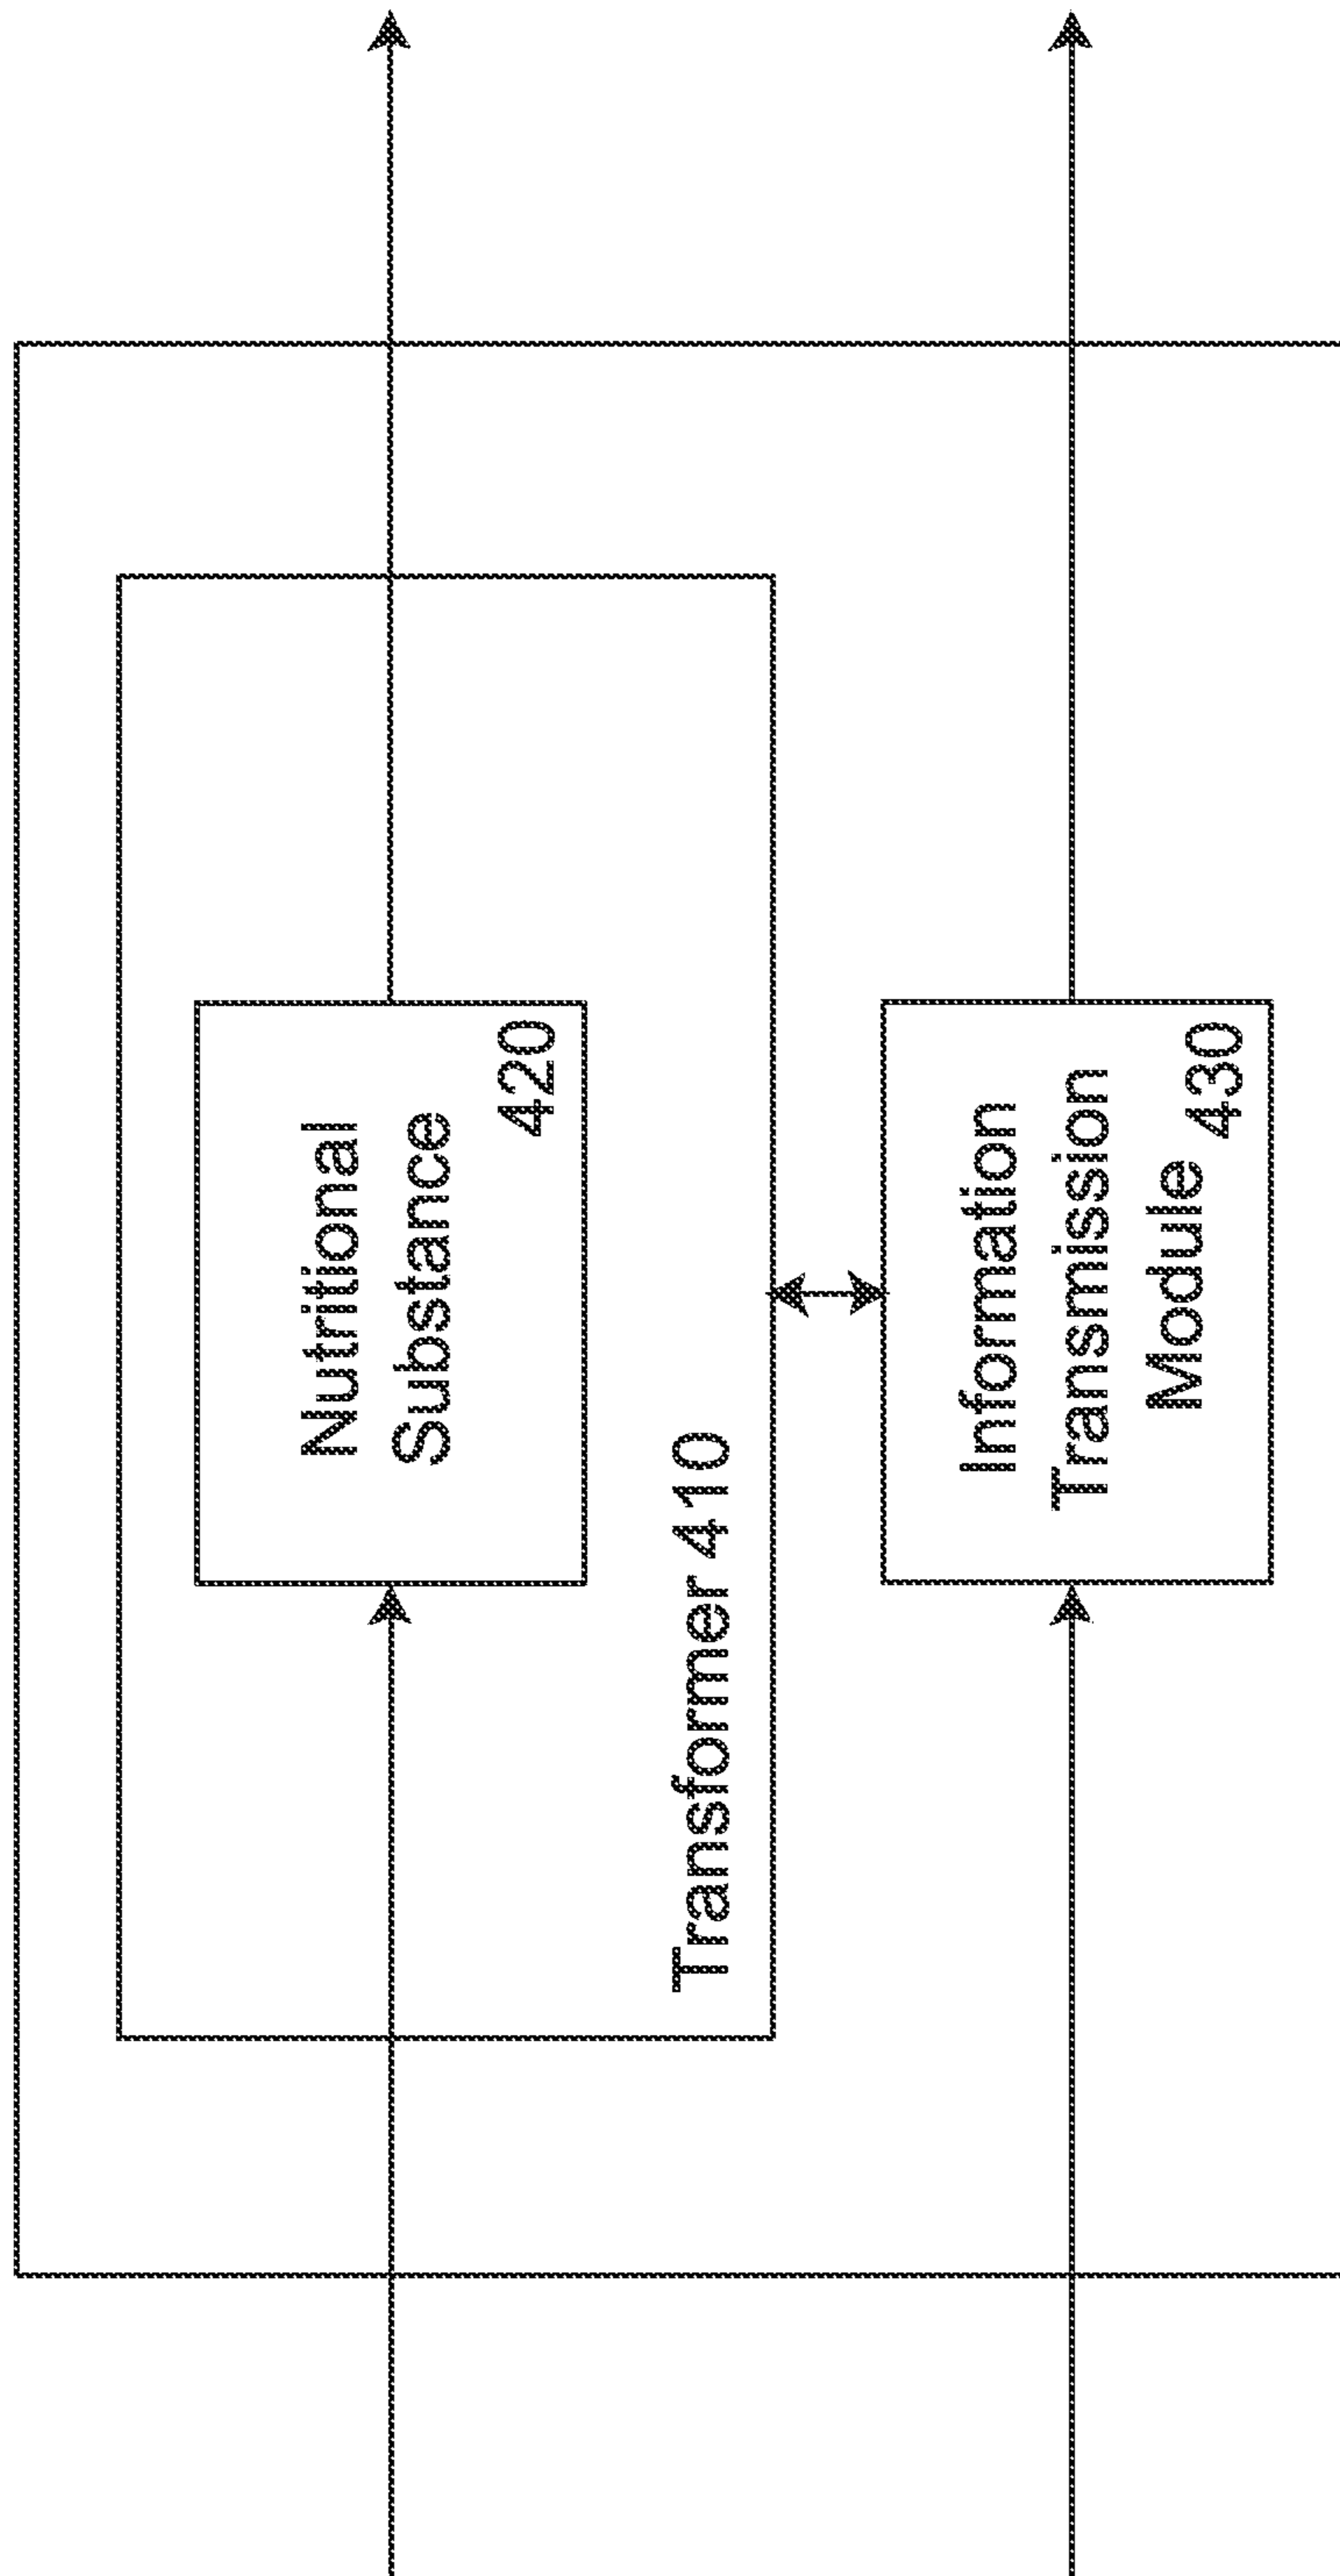 Nutritional
Substance
420
Transformer 410
Information
Transmission
Module 430